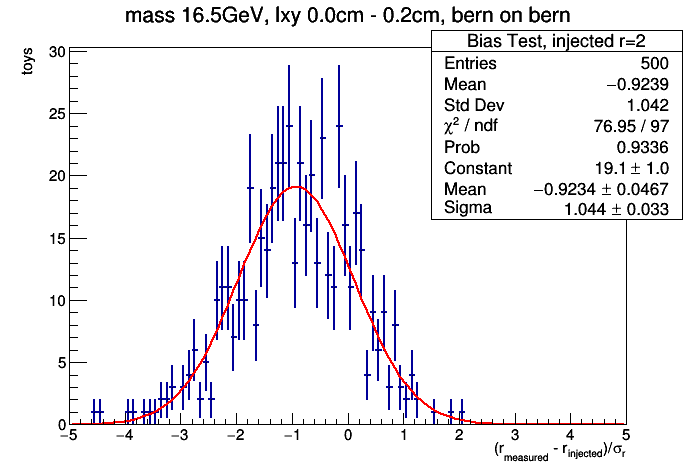 mass 16.5GeV, lxy 0.0cm - 0.2cm, bern on bern
Bias Test, injected r=2
Entries 500
Mean −0.9239
Std Dev 1.042
χ² / ndf 76.95 / 97
Prob 0.9336
Constant 19.1 ± 1.0
Mean −0.9234 ± 0.0467
Sigma 1.044 ± 0.033
toys
30
25
20
15
10
5
0
−5 −4 −3 −2 −1 0 1 2 3 4 5
(r_measured - r_injected)/σ_r